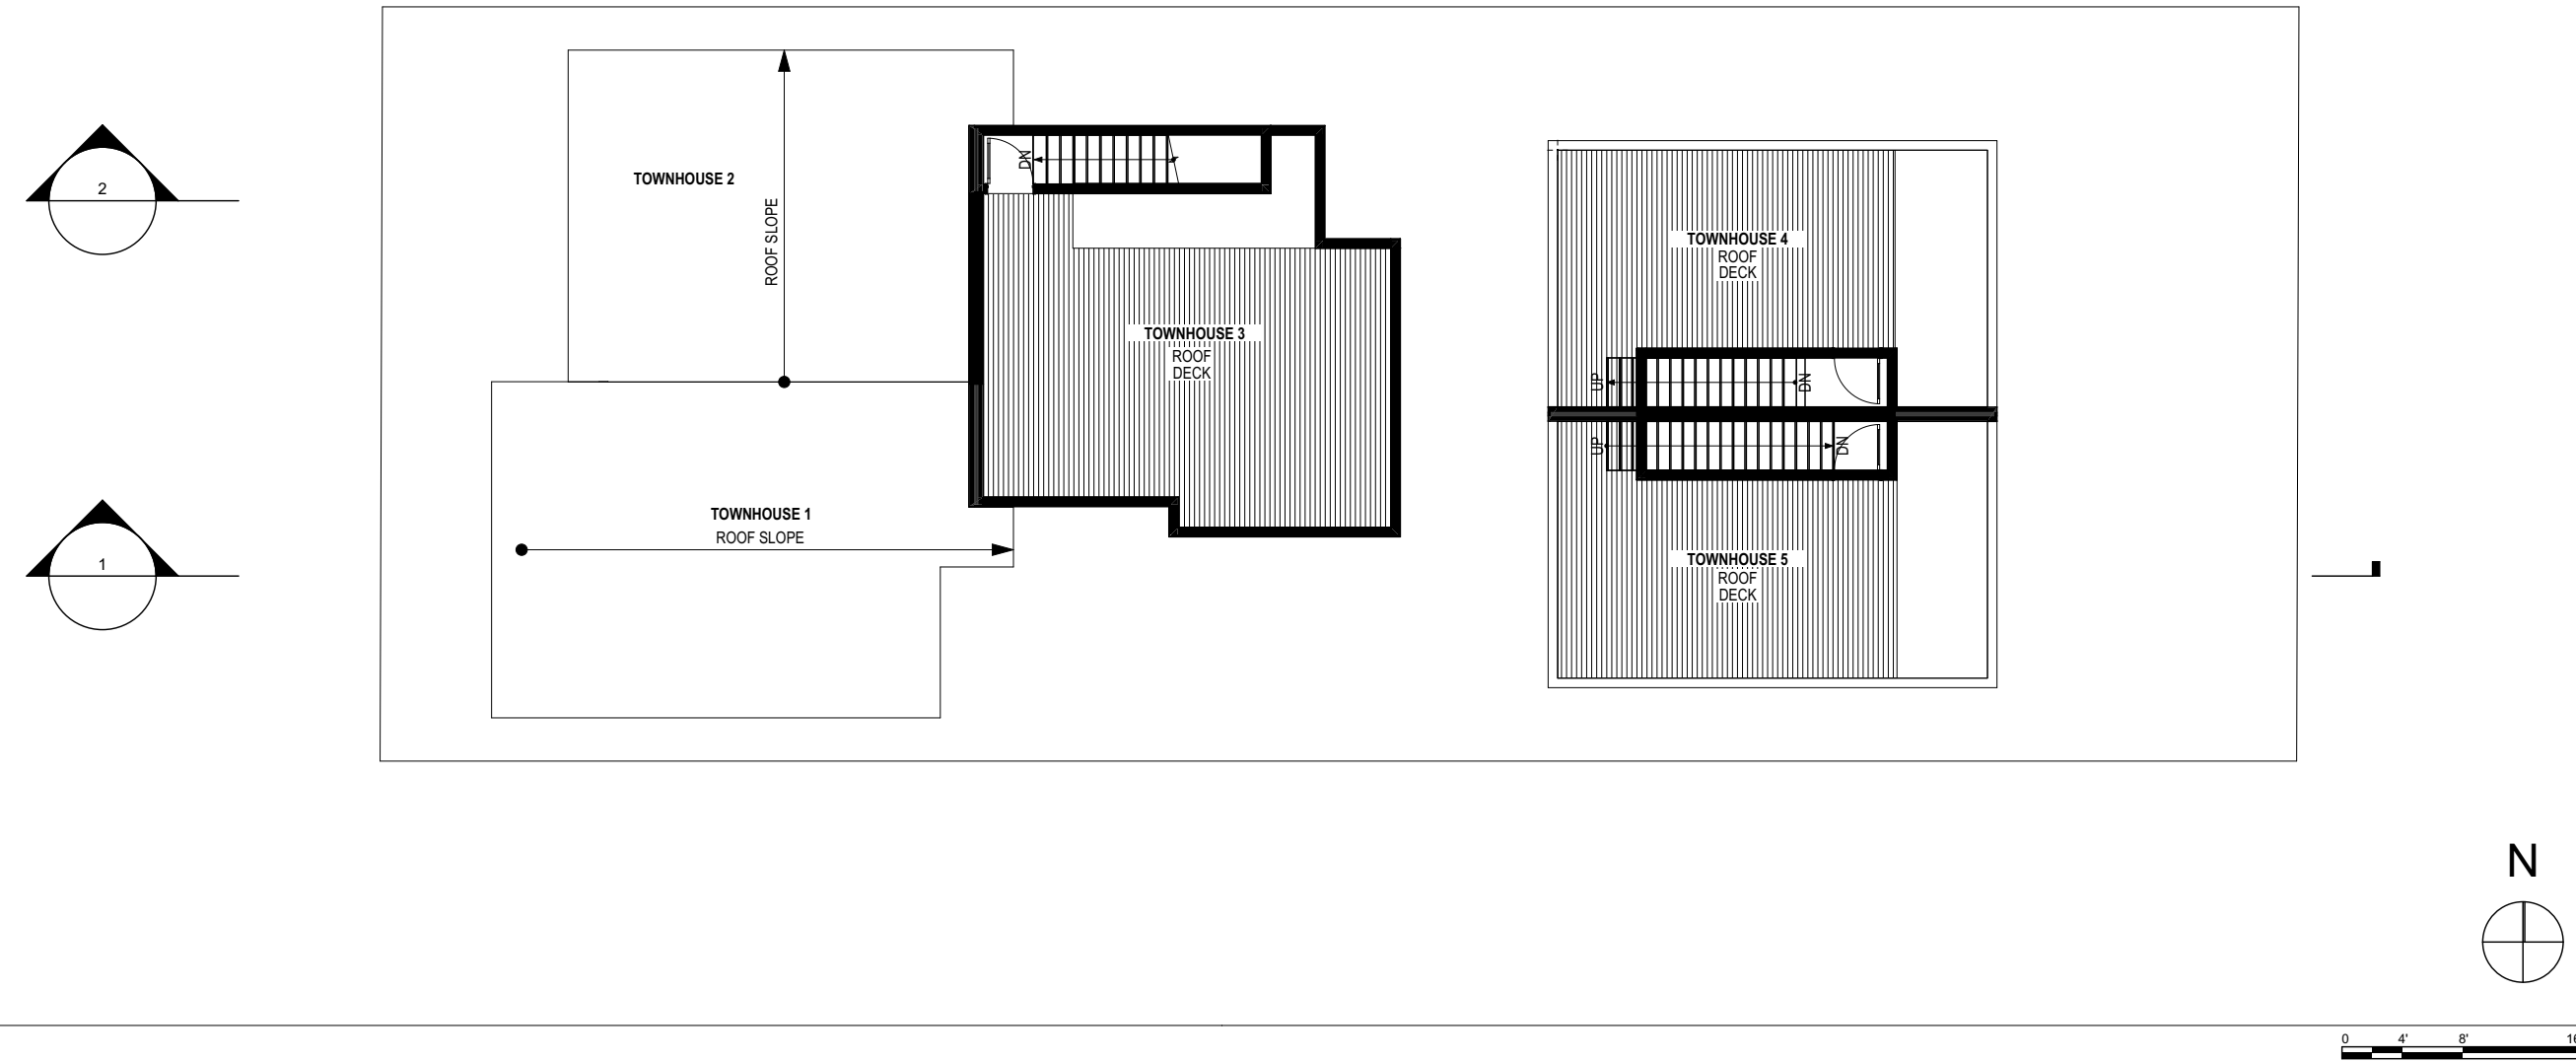 2
TOWNHOUSE 2
ROOF SLOPE
DN
TOWNHOUSE 3
ROOF
DECK
TOWNHOUSE 4
ROOF
DECK
UP
DN
UP
DN
1
TOWNHOUSE 1
ROOF SLOPE
TOWNHOUSE 5
ROOF
DECK
N
0 4' 8'